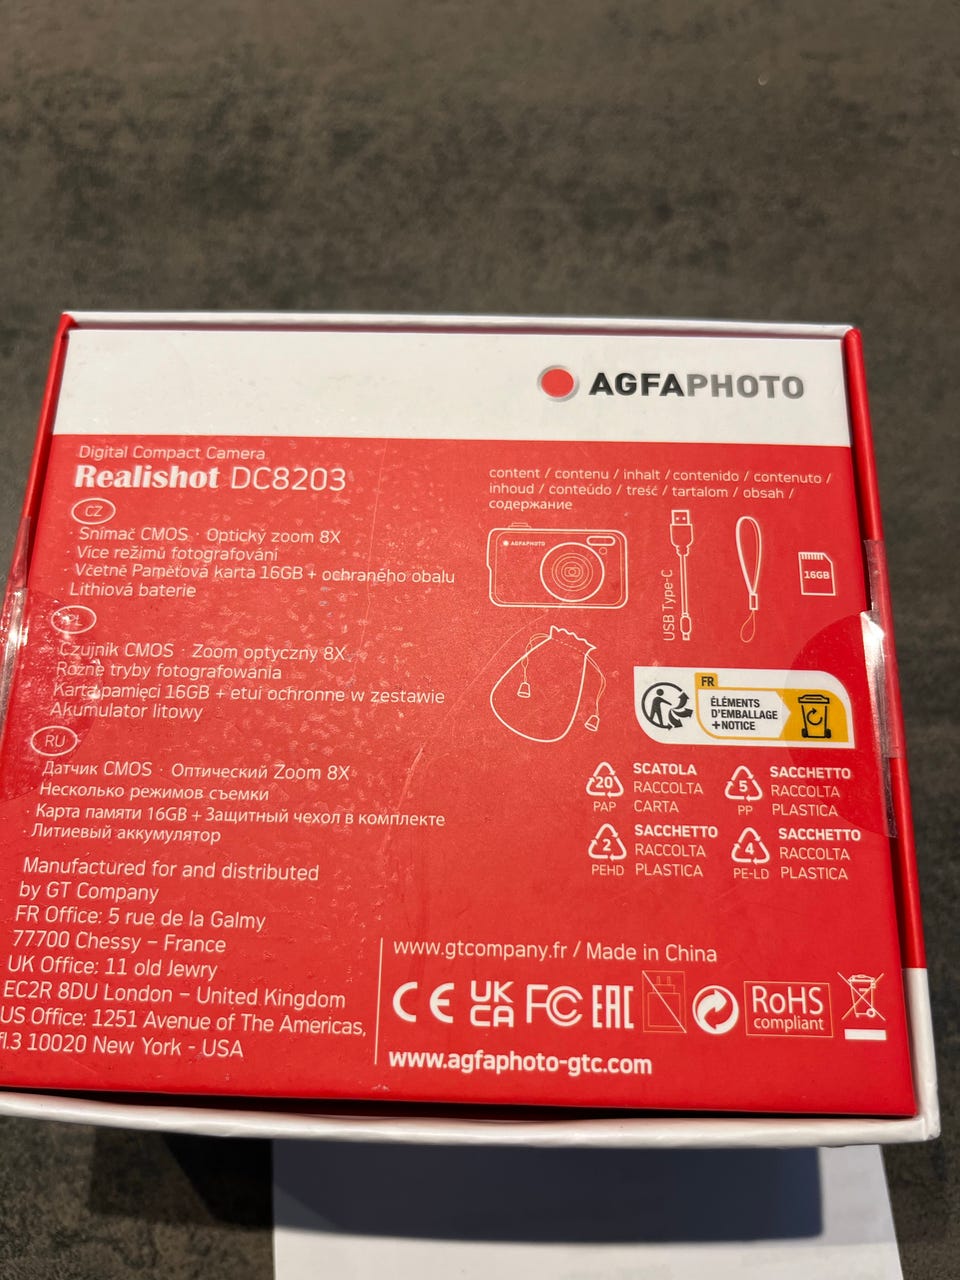 AGFAPHOTO
Digital Compact Camera
Realishot DC8203
CZ
· Snímač CMOS · Optický zoom 8X
· Více režimů fotografování
· Včetně Paměťová karta 16GB + ochraného obalu
· Lithiová baterie
PL
· Czujnik CMOS · Zoom optyczny 8X
Różne tryby fotografowania
Karta pamięci 16GB + etui ochronne w zestawie
Akumulator litowy
RU
· Датчик CMOS · Оптический Zoom 8X
· Несколько режимов съемки
· Карта памяти 16GB + Защитный чехол в комплекте
· Литиевый аккумулятор
Manufactured for and distributed
by GT Company
FR Office: 5 rue de la Galmy
77700 Chessy – France
UK Office: 11 old Jewry
EC2R 8DU London – United Kingdom
US Office: 1251 Avenue of The Americas,
fl.3 10020 New York - USA
content / contenu / inhalt / contenido / contenuto /
inhoud / conteúdo / treść / tartalom / obsah /
содержание
AGFAPHOTO
USB Type-C
16GB
FR
ÉLÉMENTS
D'EMBALLAGE
+ NOTICE
20
PAP
SCATOLA
RACCOLTA
CARTA
5
PP
SACCHETTO
RACCOLTA
PLASTICA
2
PEHD
SACCHETTO
RACCOLTA
PLASTICA
4
PE-LD
SACCHETTO
RACCOLTA
PLASTICA
www.gtcompany.fr / Made in China
CE UKCA FC EAC RoHS
compliant
www.agfaphoto-gtc.com